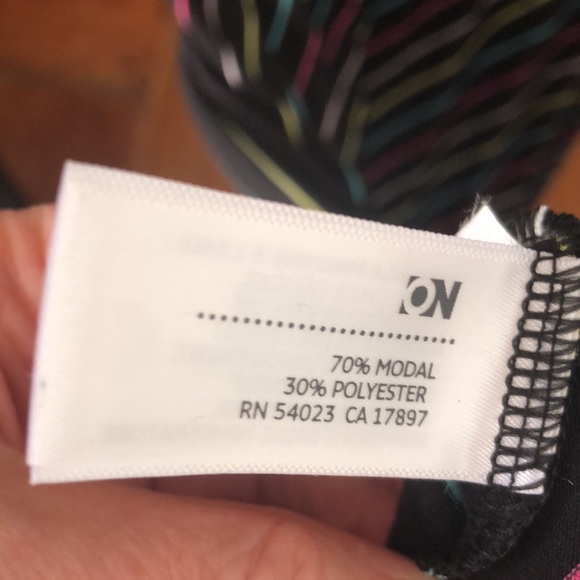 ON
70% MODAL
30% POLYESTER
RN 54023 CA 17897